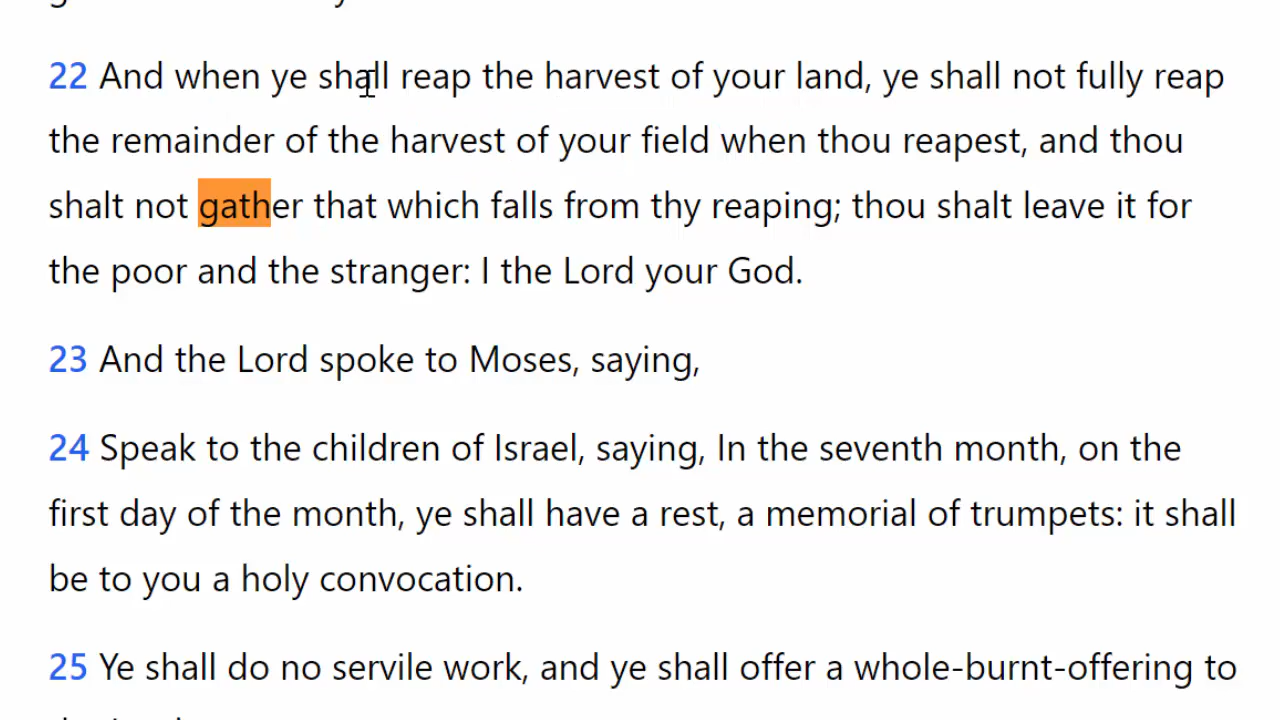 22 And when ye shall reap the harvest of your land, ye shall not fully reap
the remainder of the harvest of your field when thou reapest, and thou
shalt not gather that which falls from thy reaping; thou shalt leave it for
the poor and the stranger: I the Lord your God.
23 And the Lord spoke to Moses, saying,
24 Speak to the children of Israel, saying, In the seventh month, on the
first day of the month, ye shall have a rest, a memorial of trumpets: it shall
be to you a holy convocation.
25 Ye shall do no servile work, and ye shall offer a whole-burnt-offering to